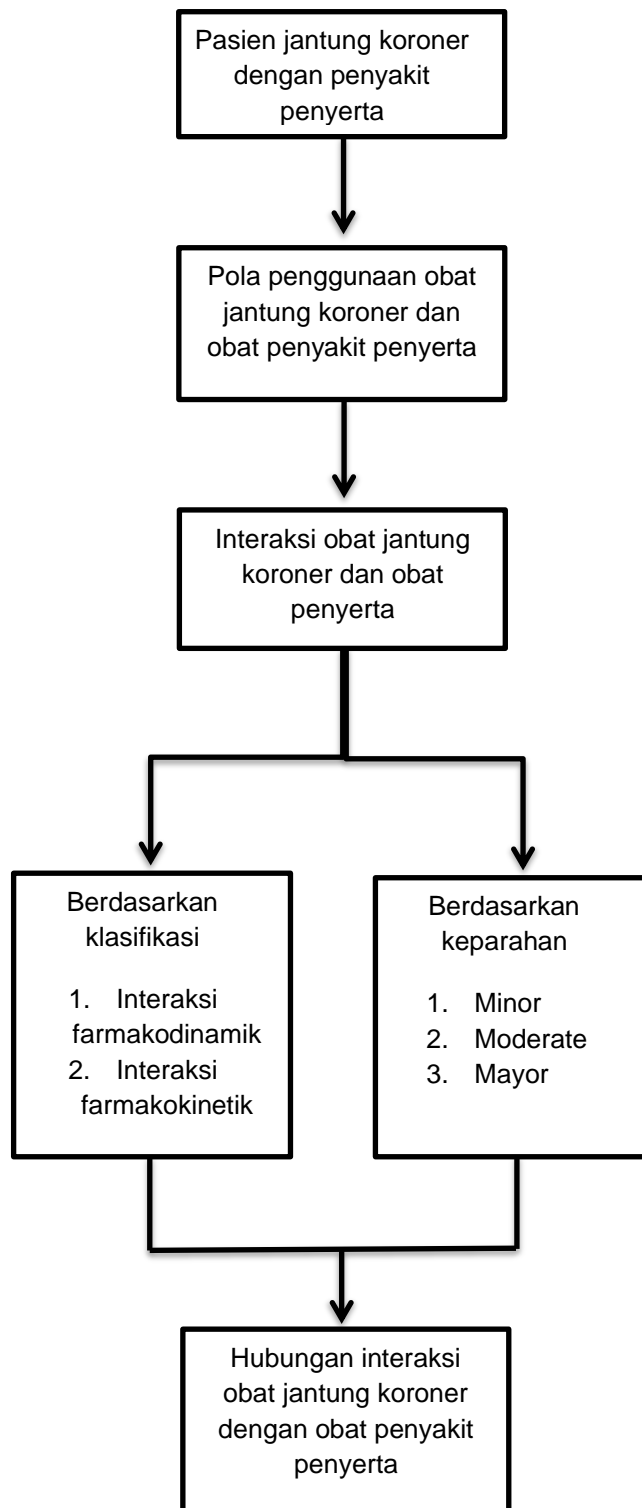 Pasien jantung koroner
dengan penyakit
penyerta
Pola penggunaan obat
jantung koroner dan
obat penyakit penyerta
Interaksi obat jantung
koroner dan obat
penyerta
Berdasarkan
klasifikasi
1. Interaksi
farmakodinamik
2. Interaksi
farmakokinetik
Berdasarkan
keparahan
1. Minor
2. Moderate
3. Mayor
Hubungan interaksi
obat jantung koroner
dengan obat penyakit
penyerta